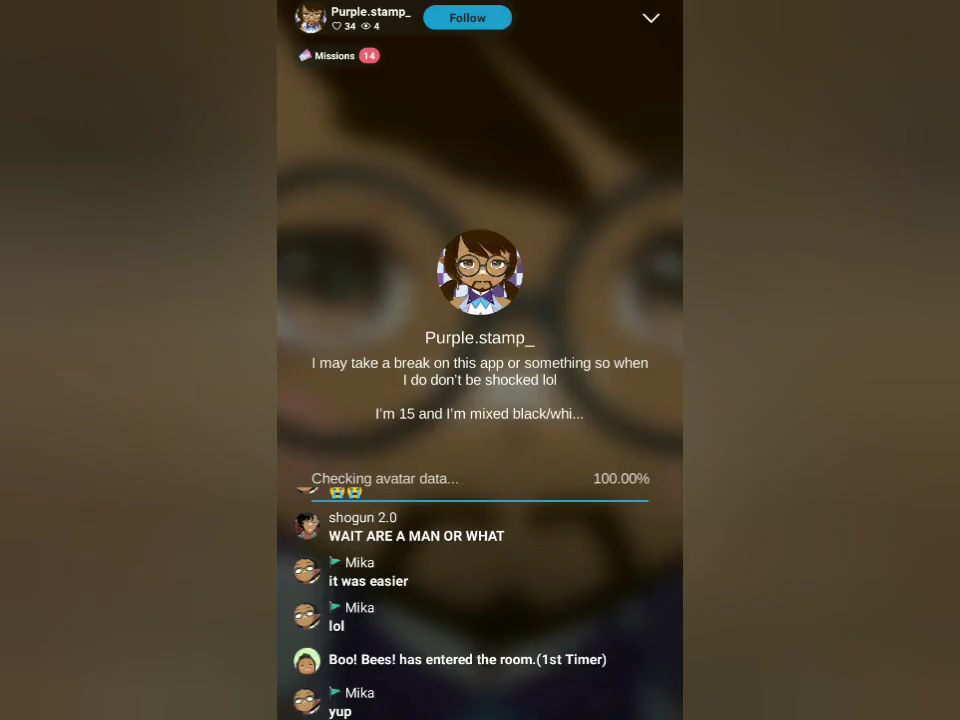 Purple.stamp_
34 4
Follow
Missions 14
Purple.stamp_
I may take a break on this app or something so when
I do don't be shocked lol
I'm 15 and I'm mixed black/whi...
Checking avatar data... 100.00%
😭😭
shogun 2.0
WAIT ARE A MAN OR WHAT
Mika
it was easier
Mika
lol
Boo! Bees! has entered the room.(1st Timer)
Mika
yup